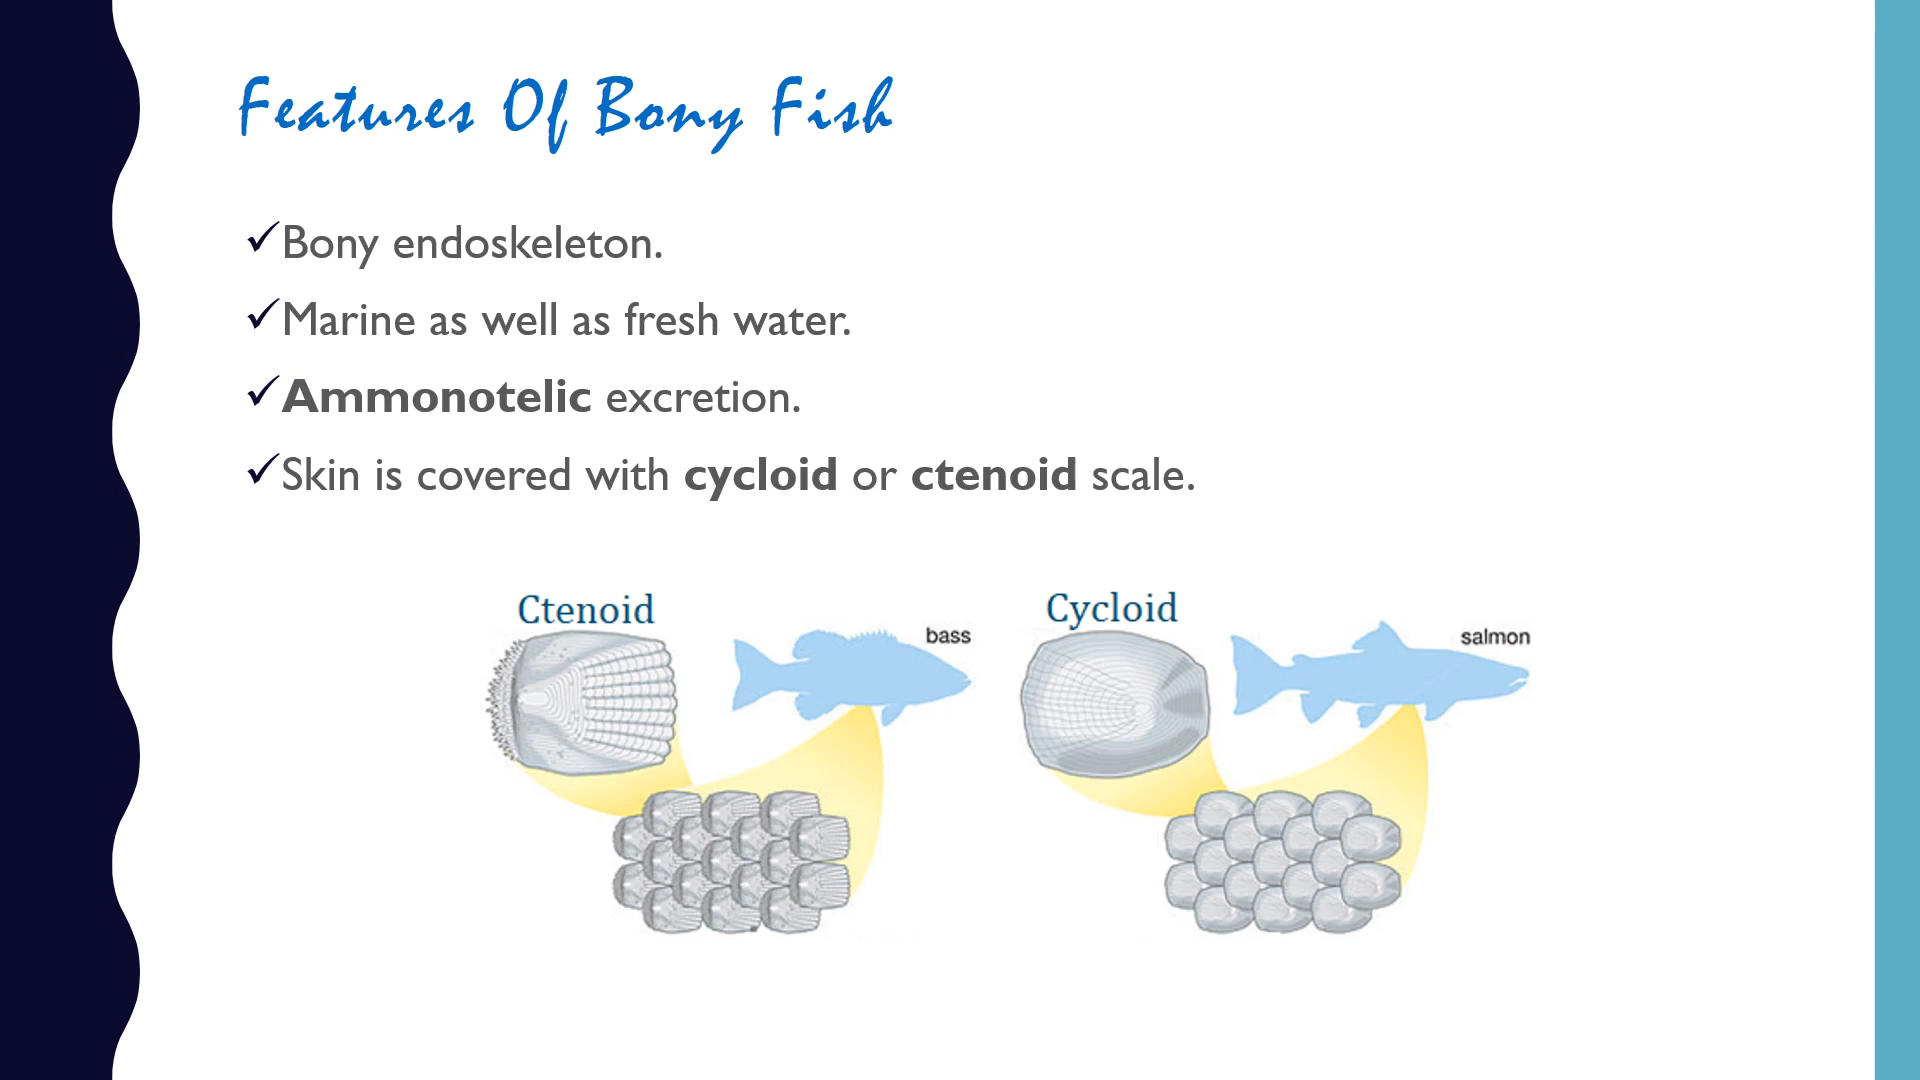 Features Of Bony Fish
✓Bony endoskeleton.
✓Marine as well as fresh water.
✓Ammonotelic excretion.
✓Skin is covered with cycloid or ctenoid scale.
Ctenoid
bass
Cycloid
salmon